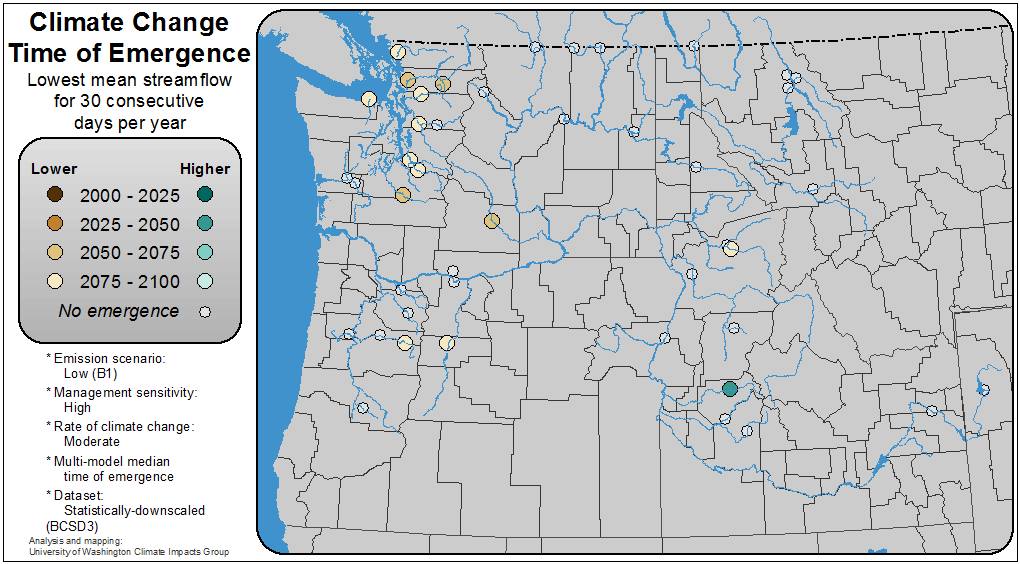 Climate Change
Time of Emergence
Lowest mean streamflow
for 30 consecutive
days per year
Lower Higher
2000 - 2025
2025 - 2050
2050 - 2075
2075 - 2100
No emergence
* Emission scenario:
Low (B1)
* Management sensitivity:
High
* Rate of climate change:
Moderate
* Multi-model median
time of emergence
* Dataset:
Statistically-downscaled
(BCSD3)
Analysis and mapping:
University of Washington Climate Impacts Group